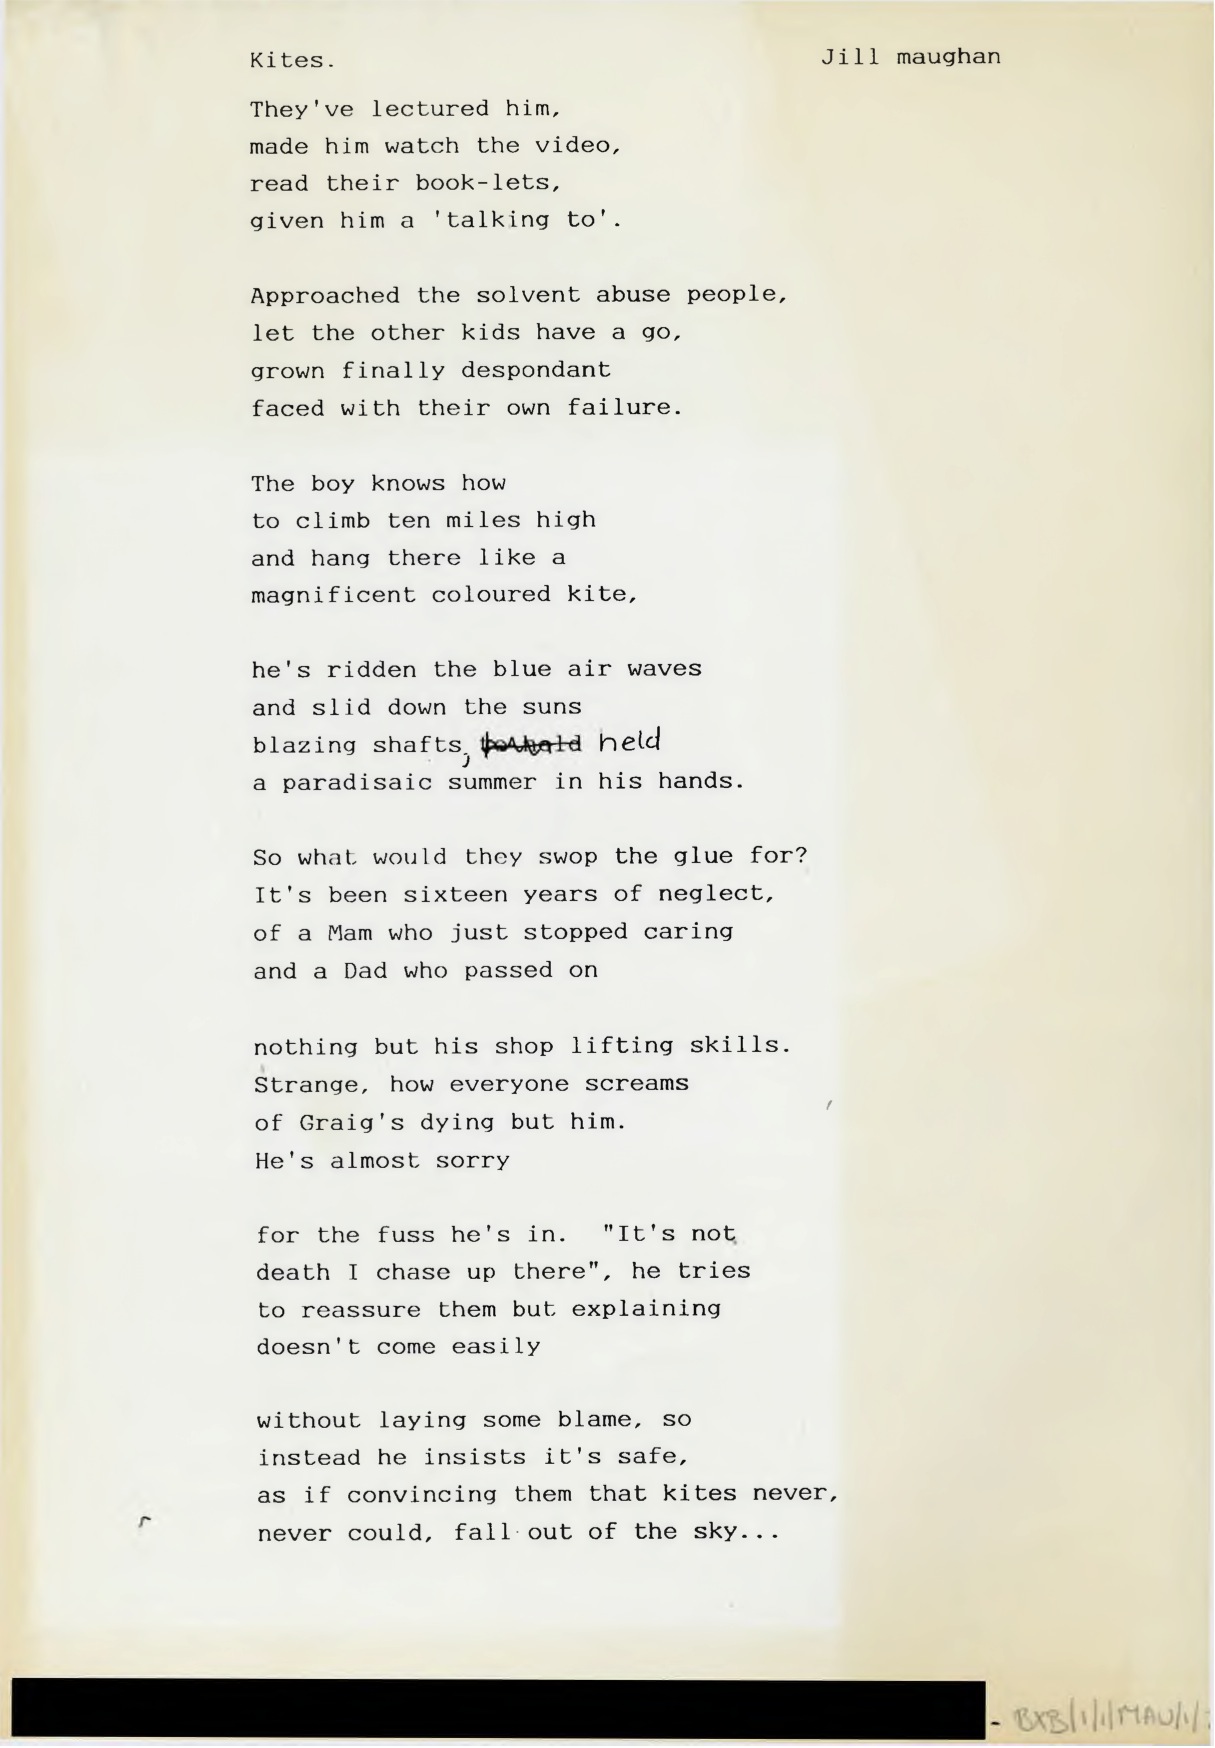 Kites.
Jill maughan
They've lectured him,
made him watch the video,
read their book-lets,
given him a 'talking to'.
Approached the solvent abuse people,
let the other kids have a go,
grown finally despondant
faced with their own failure.
The boy knows how
to climb ten miles high
and hang there like a
magnificent coloured kite,
he's ridden the blue air waves
and slid down the suns
blazing shafts, held
a paradisaic summer in his hands.
So what would they swop the glue for?
It's been sixteen years of neglect,
of a Mam who just stopped caring
and a Dad who passed on
nothing but his shop lifting skills.
Strange, how everyone screams
of Graig's dying but him.
He's almost sorry
for the fuss he's in. "It's not
death I chase up there", he tries
to reassure them but explaining
doesn't come easily
without laying some blame, so
instead he insists it's safe,
as if convincing them that kites never,
never could, fall out of the sky...
- BXB/1/1/MAU/1/